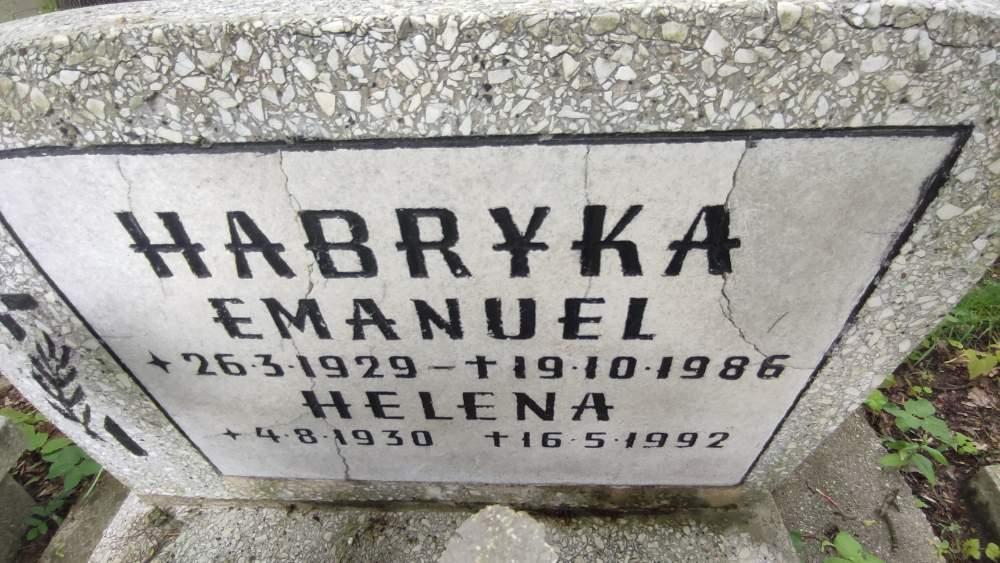 HABRYKA
EMANUEL
*26·3·1929 – †19·10·1986
HELENA
*4·8·1930 †16·5·1992